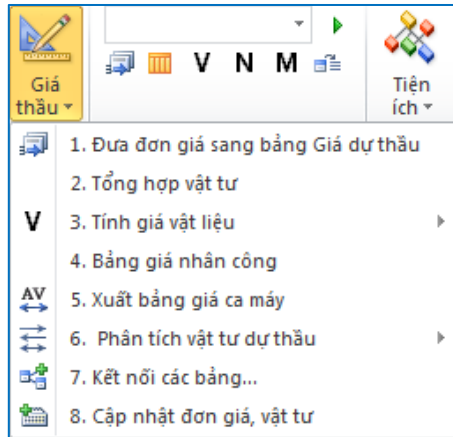 Giá
thầu
V N M
Tiện
ích
1. Đưa đơn giá sang bảng Giá dự thầu
2. Tổng hợp vật tư
V 3. Tính giá vật liệu
4. Bảng giá nhân công
AV 5. Xuất bảng giá ca máy
6. Phân tích vật tư dự thầu
7. Kết nối các bảng...
8. Cập nhật đơn giá, vật tư